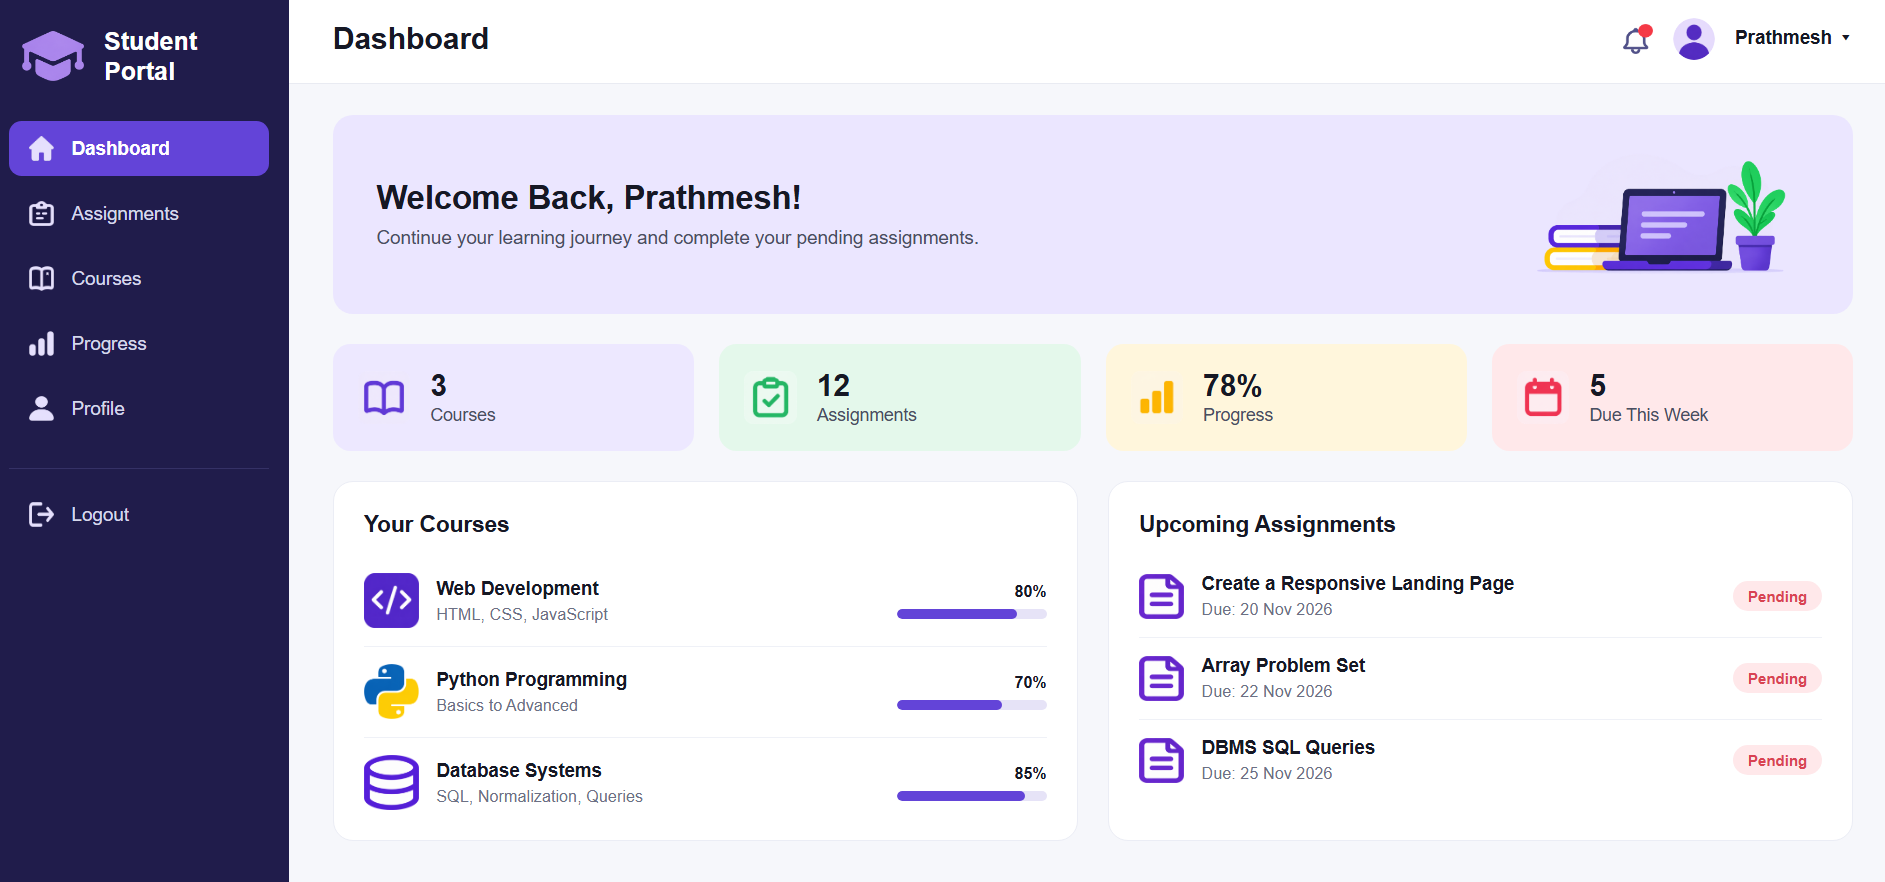 Student
Portal
Dashboard
Assignments
Courses
Progress
Profile
Logout
Dashboard
Prathmesh
Welcome Back, Prathmesh!
Continue your learning journey and complete your pending assignments.
3
Courses
12
Assignments
78%
Progress
5
Due This Week
Your Courses
Web Development
HTML, CSS, JavaScript
80%
Python Programming
Basics to Advanced
70%
Database Systems
SQL, Normalization, Queries
85%
Upcoming Assignments
Create a Responsive Landing Page
Due: 20 Nov 2026
Pending
Array Problem Set
Due: 22 Nov 2026
Pending
DBMS SQL Queries
Due: 25 Nov 2026
Pending